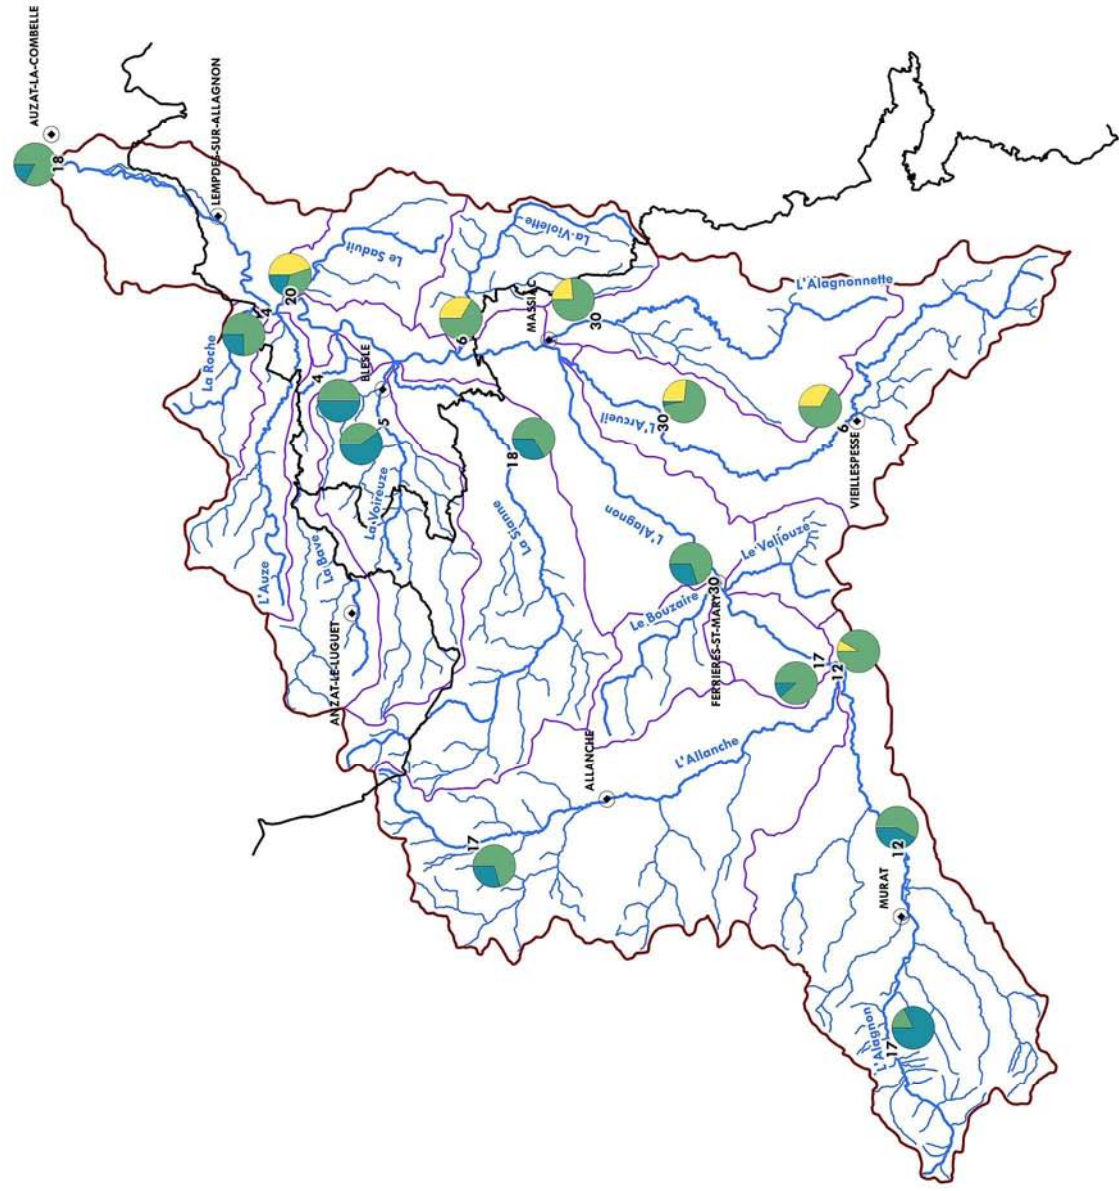 AUZAT-LA-COMBELLE
18
LEMPDES-SUR-ALLAGNON
Le Saduit
La Violette
20
4
La Roche
6
MASSIAC
30
L'Alagnonnette
4
BLESLE
5
L'Auze
La Bave
La Voireuze
18
La Sianne
L'Arcueil
30
6
VIEILLESPESSE
L'Alagnon
Le Valjouze
ANZAT-LE-LUGUET
Le Bouzaire
30
FERRIERES-ST-MARY
17
12
ALLANCHE
L'Allanche
17
12
MURAT
L'Alagnon
17